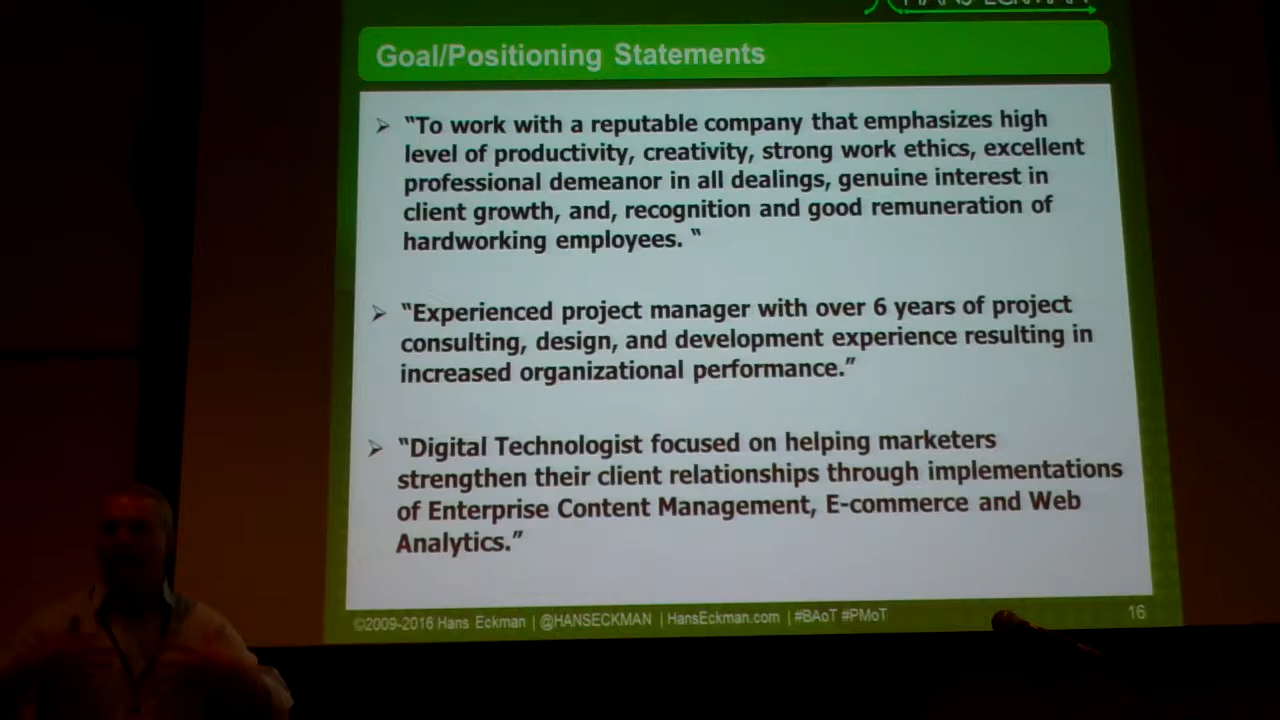 HANS ECKMAN
Goal/Positioning Statements
➢ "To work with a reputable company that emphasizes high
level of productivity, creativity, strong work ethics, excellent
professional demeanor in all dealings, genuine interest in
client growth, and, recognition and good remuneration of
hardworking employees. "
➢ "Experienced project manager with over 6 years of project
consulting, design, and development experience resulting in
increased organizational performance."
➢ "Digital Technologist focused on helping marketers
strengthen their client relationships through implementations
of Enterprise Content Management, E-commerce and Web
Analytics."
©2009-2016 Hans Eckman | @HANSECKMAN | HansEckman.com | #BAoT #PMoT
16